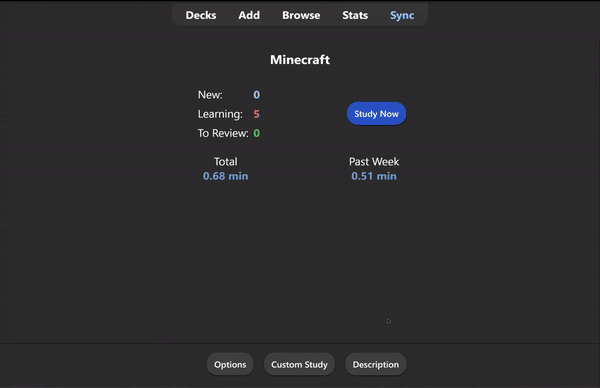 Decks Add Browse Stats Sync
Minecraft
New: 0
Learning: 5
To Review: 0
Study Now
Total Past Week
0.68 min 0.51 min
Options Custom Study Description